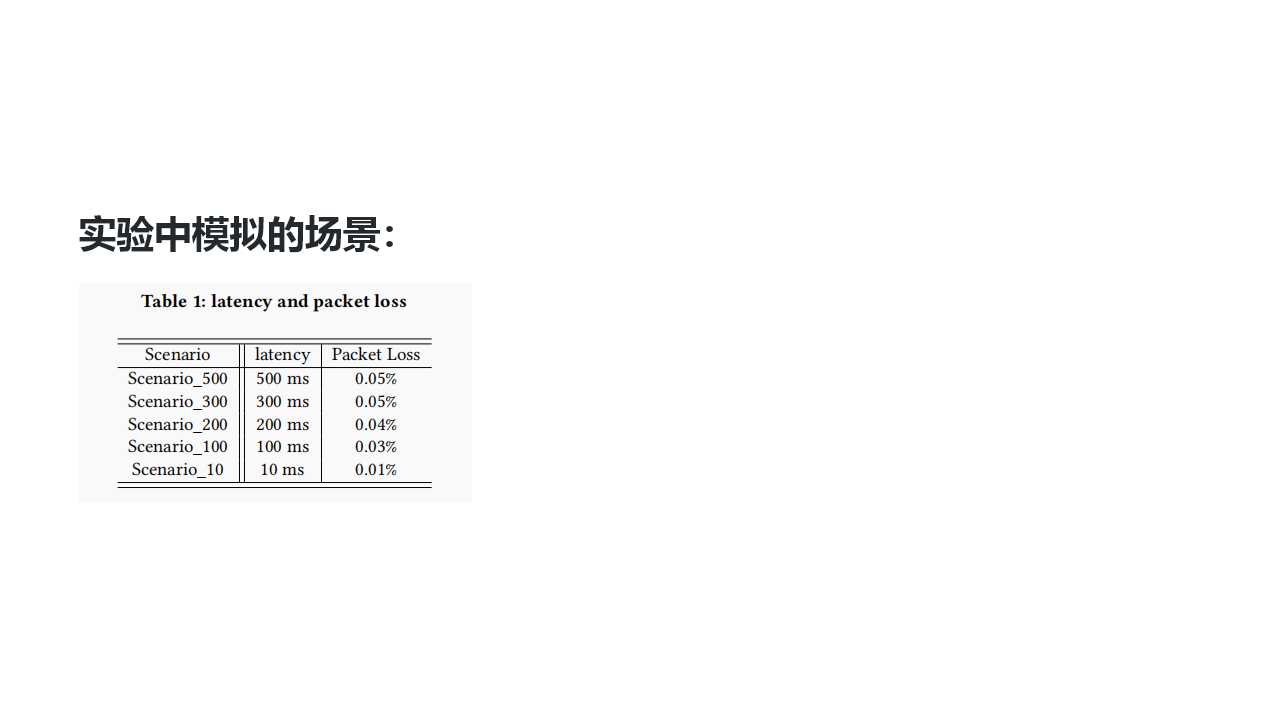 实验中模拟的场景：
Table 1: latency and packet loss
Scenario latency Packet Loss
Scenario_500 500 ms 0.05%
Scenario_300 300 ms 0.05%
Scenario_200 200 ms 0.04%
Scenario_100 100 ms 0.03%
Scenario_10 10 ms 0.01%